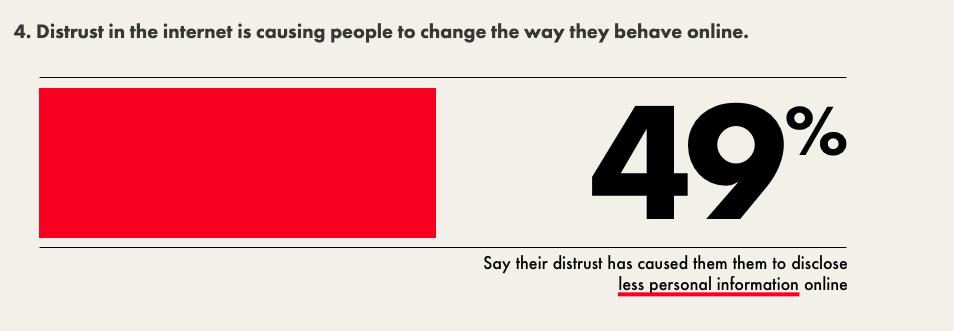 4. Distrust in the internet is causing people to change the way they behave online.
49%
Say their distrust has caused them them to disclose
less personal information online